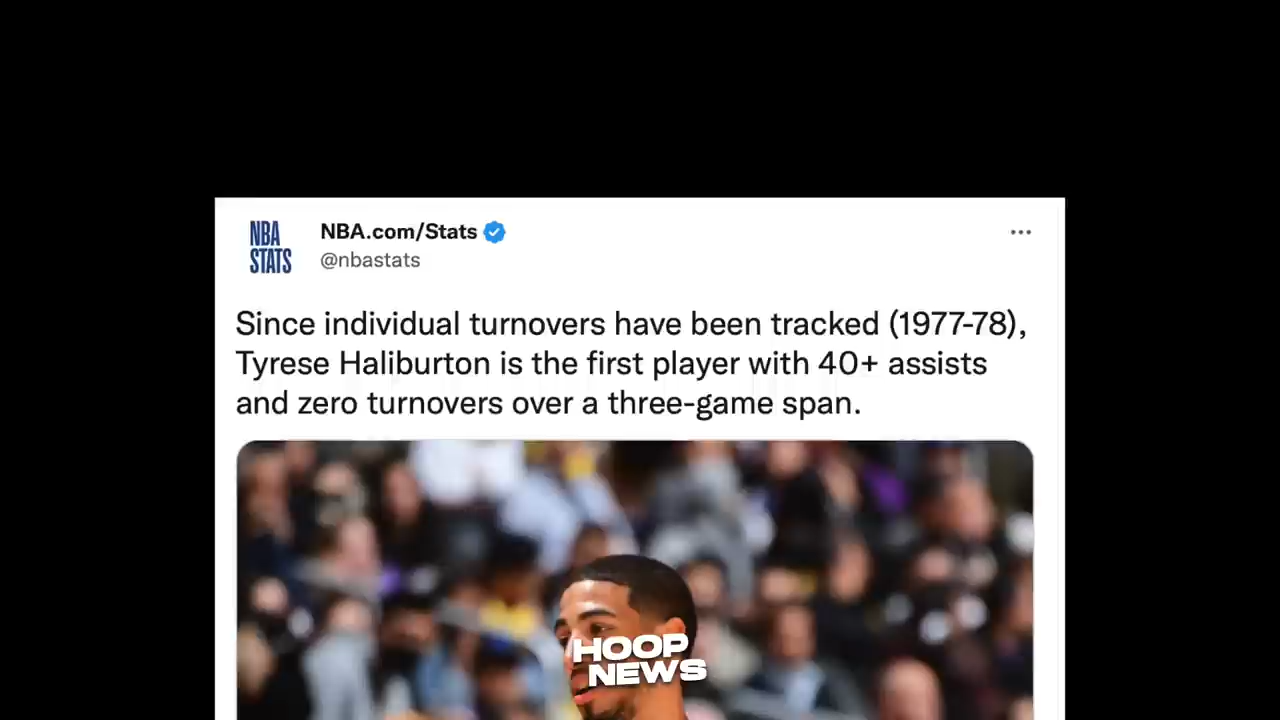 NBA
STATS
NBA.com/Stats
@nbastats
Since individual turnovers have been tracked (1977-78),
Tyrese Haliburton is the first player with 40+ assists
and zero turnovers over a three-game span.
HOOP
NEWS